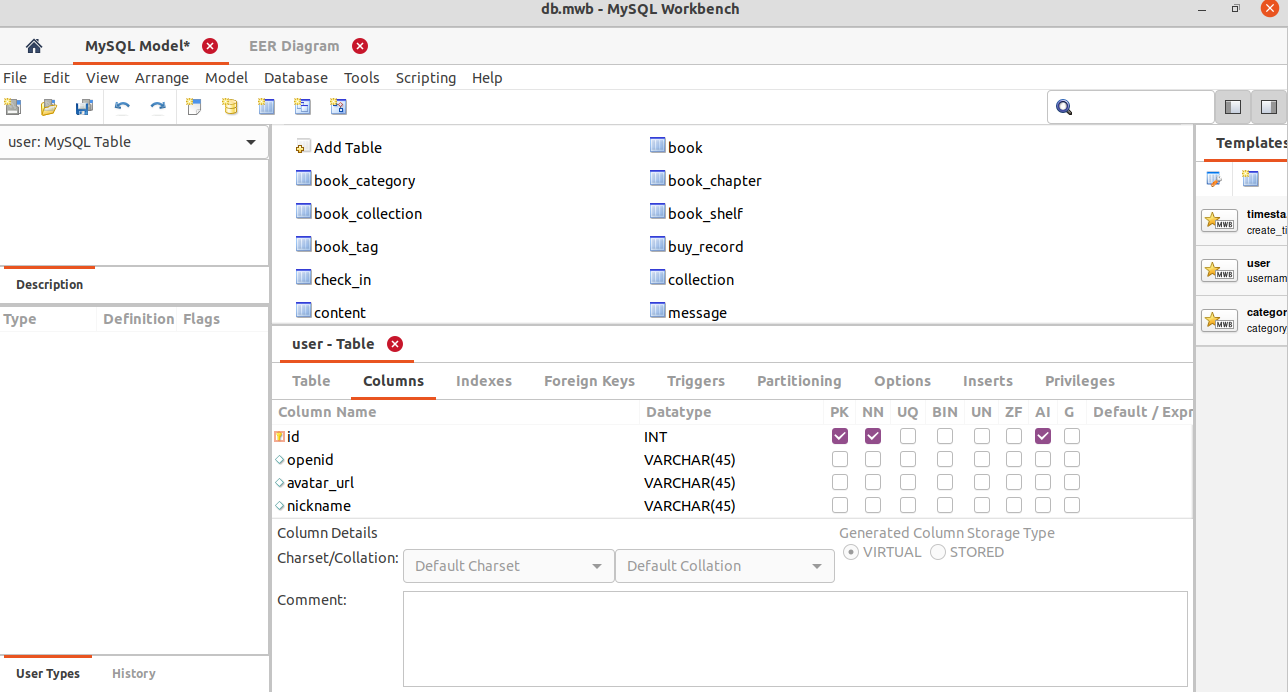 db.mwb - MySQL Workbench
MySQL Model* EER Diagram
File Edit View Arrange Model Database Tools Scripting Help
user: MySQL Table
Description
Type Definition Flags
User Types History
Add Table book
book_category book_chapter
book_collection book_shelf
book_tag buy_record
check_in collection
content message
user - Table
Table Columns Indexes Foreign Keys Triggers Partitioning Options Inserts Privileges
Column Name Datatype PK NN UQ BIN UN ZF AI G Default / Expr
id INT
openid VARCHAR(45)
avatar_url VARCHAR(45)
nickname VARCHAR(45)
Column Details
Generated Column Storage Type
Charset/Collation: Default Charset Default Collation
VIRTUAL STORED
Comment:
Templates
MWB timesta
create_ti
MWB user
usernam
MWB categor
category